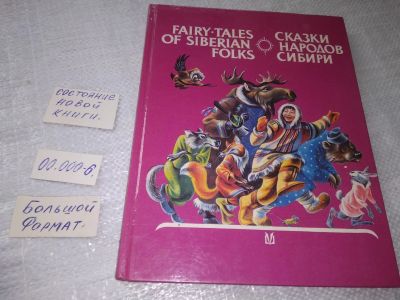 FAIRY·TALES
OF SIBERIAN
FOLKS
СКАЗКИ
НАРОДОВ
СИБИРИ
СОСТОЯНИЕ
НОВОЙ
КНИГИ.
00.000-6.
БОЛЬШОЙ
ФОРМАТ.